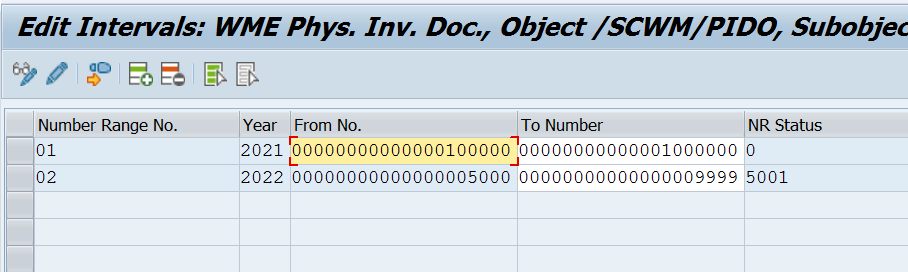 Edit Intervals: WME Phys. Inv. Doc., Object /SCWM/PIDO, Subobjec
Number Range No. Year From No. To Number NR Status
01 2021 00000000000000100000 00000000000001000000 0
02 2022 00000000000000005000 00000000000000009999 5001